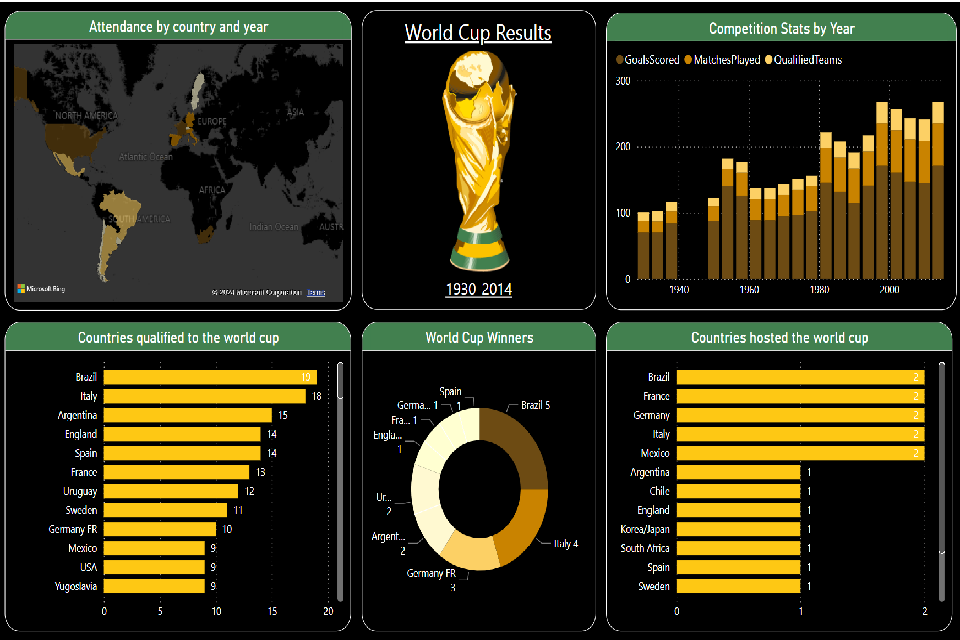 Attendance by country and year
NORTH AMERICA
EUROPE
ASIA
Atlantic Ocean
AFRICA
SOUTH AMERICA
Indian Ocean
AUST
Microsoft Bing
Terms
World Cup Results
1930 2014
Competition Stats by Year
GoalsScored MatchesPlayed QualifiedTeams
300
200
100
0
1940 1960 1980 2000
Countries qualified to the world cup
Brazil 19
Italy 18
Argentina 15
England 14
Spain 14
France 13
Uruguay 12
Sweden 11
Germany FR 10
Mexico 9
USA 9
Yugoslavia 9
0 5 10 15 20
World Cup Winners
Spain
1
Germa... 1
Fra... 1
Engla...
1
Ur...
2
Argent...
2
Germany FR
3
Italy 4
Brazil 5
Countries hosted the world cup
Brazil 2
France 2
Germany 2
Italy 2
Mexico 2
Argentina 1
Chile 1
England 1
Korea/Japan 1
South Africa 1
Spain 1
Sweden 1
0 1 2